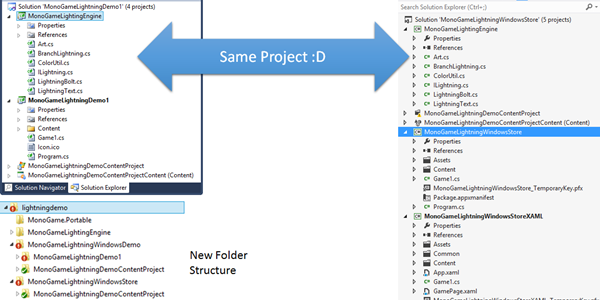 Solution 'MonoGameLightningDemo1' (4 projects)
MonoGameLightingEngine
Properties
References
Art.cs
BranchLightning.cs
ColorUtil.cs
ILightning.cs
LightningBolt.cs
LightningText.cs
MonoGameLightningDemo1
Properties
References
Content
Game1.cs
Icon.ico
Program.cs
MonoGameLightningDemoContentProject
MonoGameLightningDemoContentProjectContent (Content)
Solution Navigator
Solution Explorer
lightningdemo
MonoGame.Portable
MonoGameLightingEngine
MonoGameLightningWindowsDemo
MonoGameLightningDemo1
MonoGameLightningDemoContentProject
MonoGameLightningWindowsStore
MonoGameLightningDemoContentProject
Same Project :D
New Folder
Structure
Search Solution Explorer (Ctrl+;)
Solution 'MonoGameLightningWindowsStore' (5 projects)
MonoGameLightingEngine
Properties
References
Art.cs
BranchLightning.cs
ColorUtil.cs
ILightning.cs
LightningBolt.cs
LightningText.cs
MonoGameLightningDemoContentProject
MonoGameLightningDemoContentProjectContent (Content)
MonoGameLightningWindowsStore
Properties
References
Assets
Content
Game1.cs
MonoGameLightningWindowsStore_TemporaryKey.pfx
Package.appxmanifest
Program.cs
MonoGameLightningWindowsStoreXAML
Properties
References
Assets
Common
Content
App.xaml
Game1.cs
GamePage.xaml